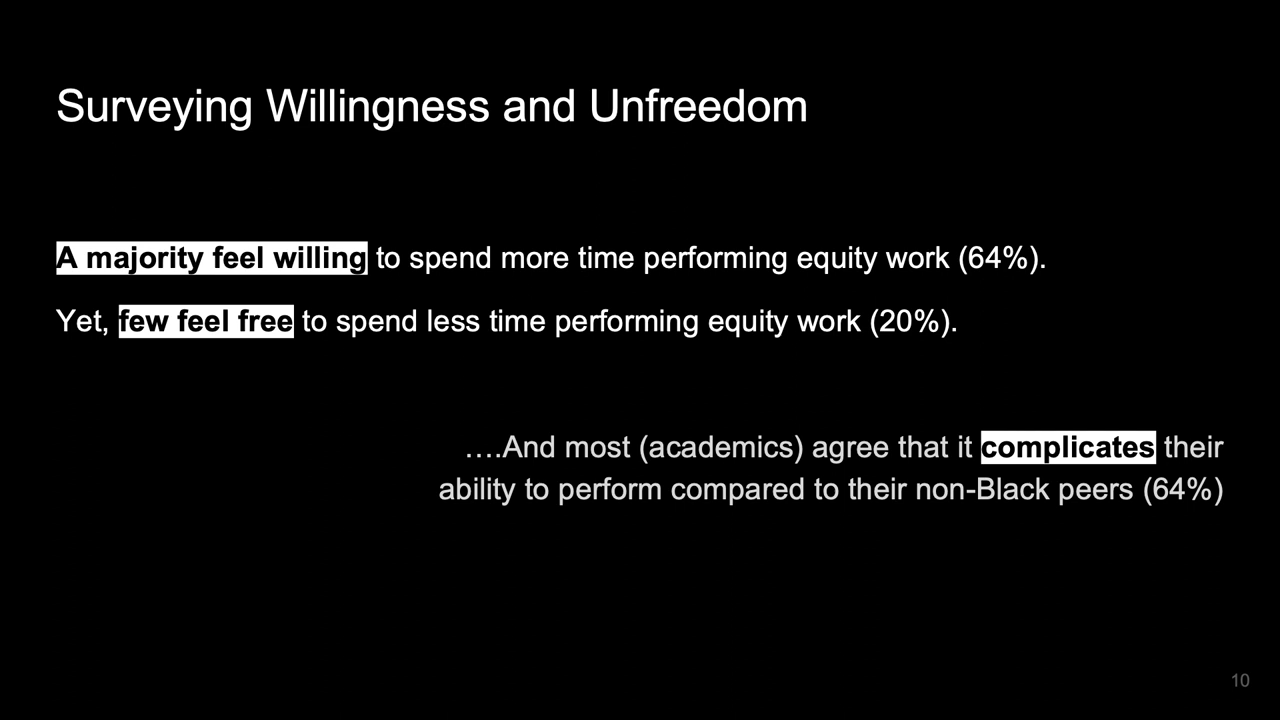 Surveying Willingness and Unfreedom
A majority feel willing to spend more time performing equity work (64%).
Yet, few feel free to spend less time performing equity work (20%).
….And most (academics) agree that it complicates their
ability to perform compared to their non-Black peers (64%)
10